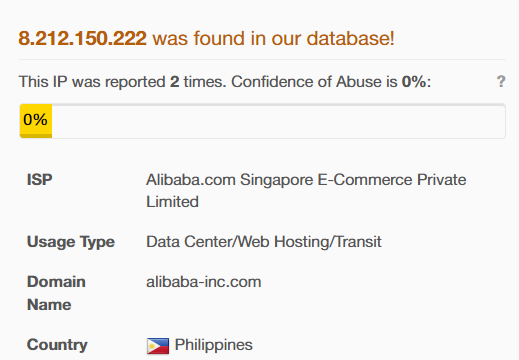 8.212.150.222 was found in our database!
This IP was reported 2 times. Confidence of Abuse is 0%: ?
0%
ISP Alibaba.com Singapore E-Commerce Private
Limited
Usage Type Data Center/Web Hosting/Transit
Domain alibaba-inc.com
Name
Country Philippines